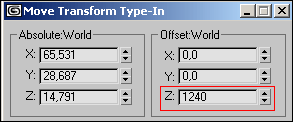 Move Transform Type-In
Absolute:World
Offset:World
X: 65,531
X: 0,0
Y: 28,687
Y: 0,0
Z: 14,791
Z: 1240